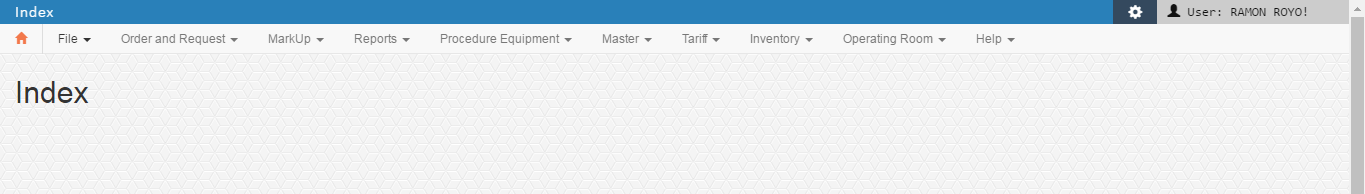 Index
User: RAMON ROYO!
File Order and Request MarkUp Reports Procedure Equipment Master Tariff Inventory Operating Room Help
Index